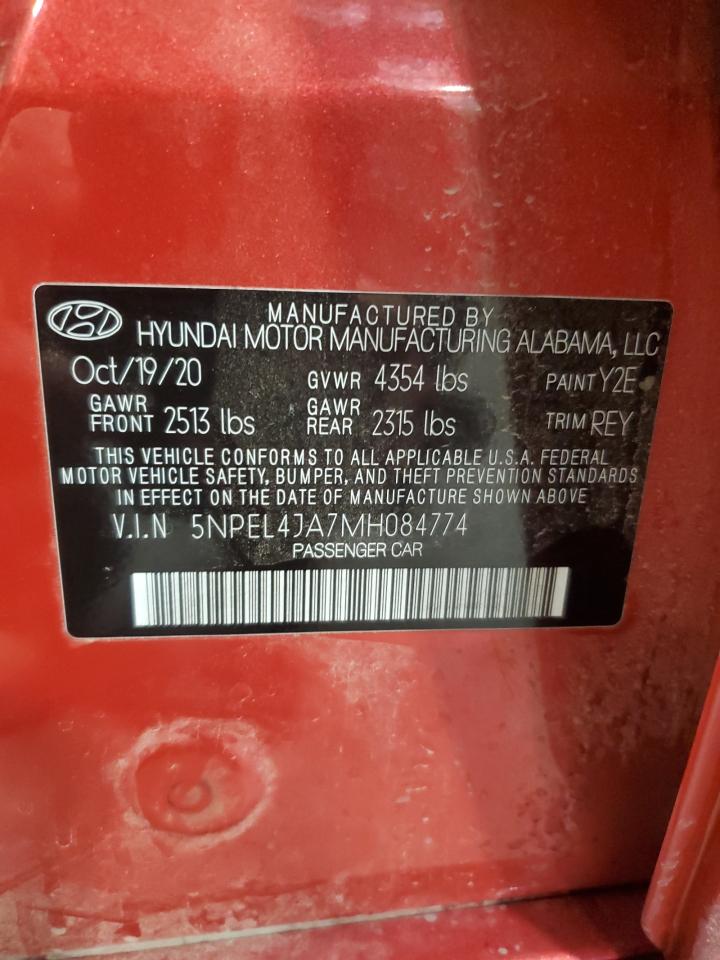 MANUFACTURED BY
HYUNDAI MOTOR MANUFACTURING ALABAMA, LLC
Oct/19/20 GVWR 4354 lbs PAINT Y2E
GAWR FRONT 2513 lbs GAWR REAR 2315 lbs TRIM REY
THIS VEHICLE CONFORMS TO ALL APPLICABLE U.S.A. FEDERAL
MOTOR VEHICLE SAFETY, BUMPER, AND THEFT PREVENTION STANDARDS
IN EFFECT ON THE DATE OF MANUFACTURE SHOWN ABOVE
V.I.N 5NPEL4JA7MH084774
PASSENGER CAR